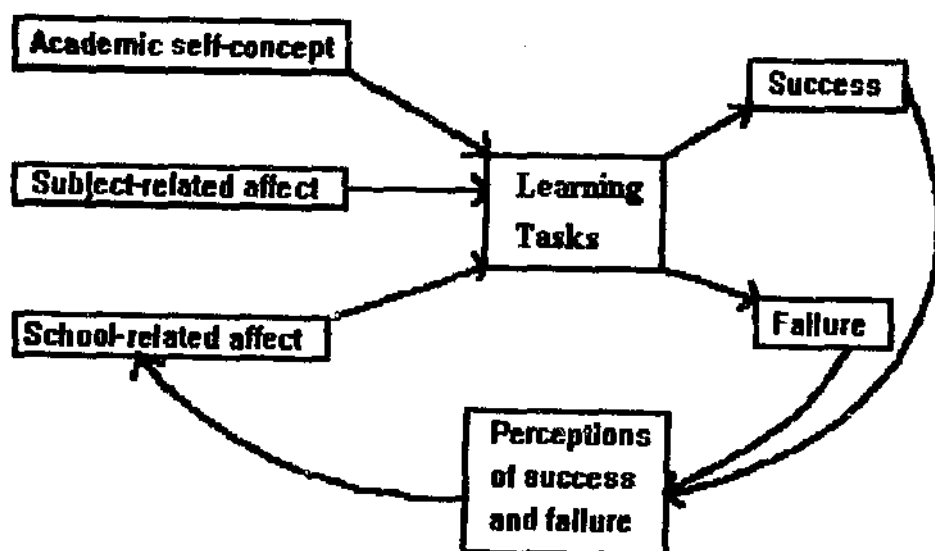 Academic self-concept
Subject-related affect
School-related affect
Learning
Tasks
Success
Failure
Perceptions
of success
and failure